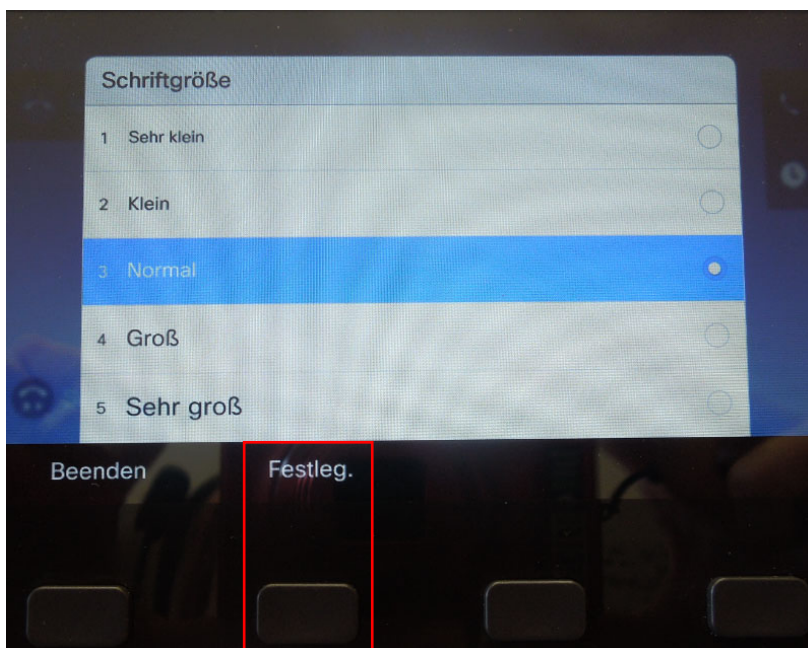 Schriftgröße
1 Sehr klein
2 Klein
3 Normal
4 Groß
5 Sehr groß
Beenden Festleg.